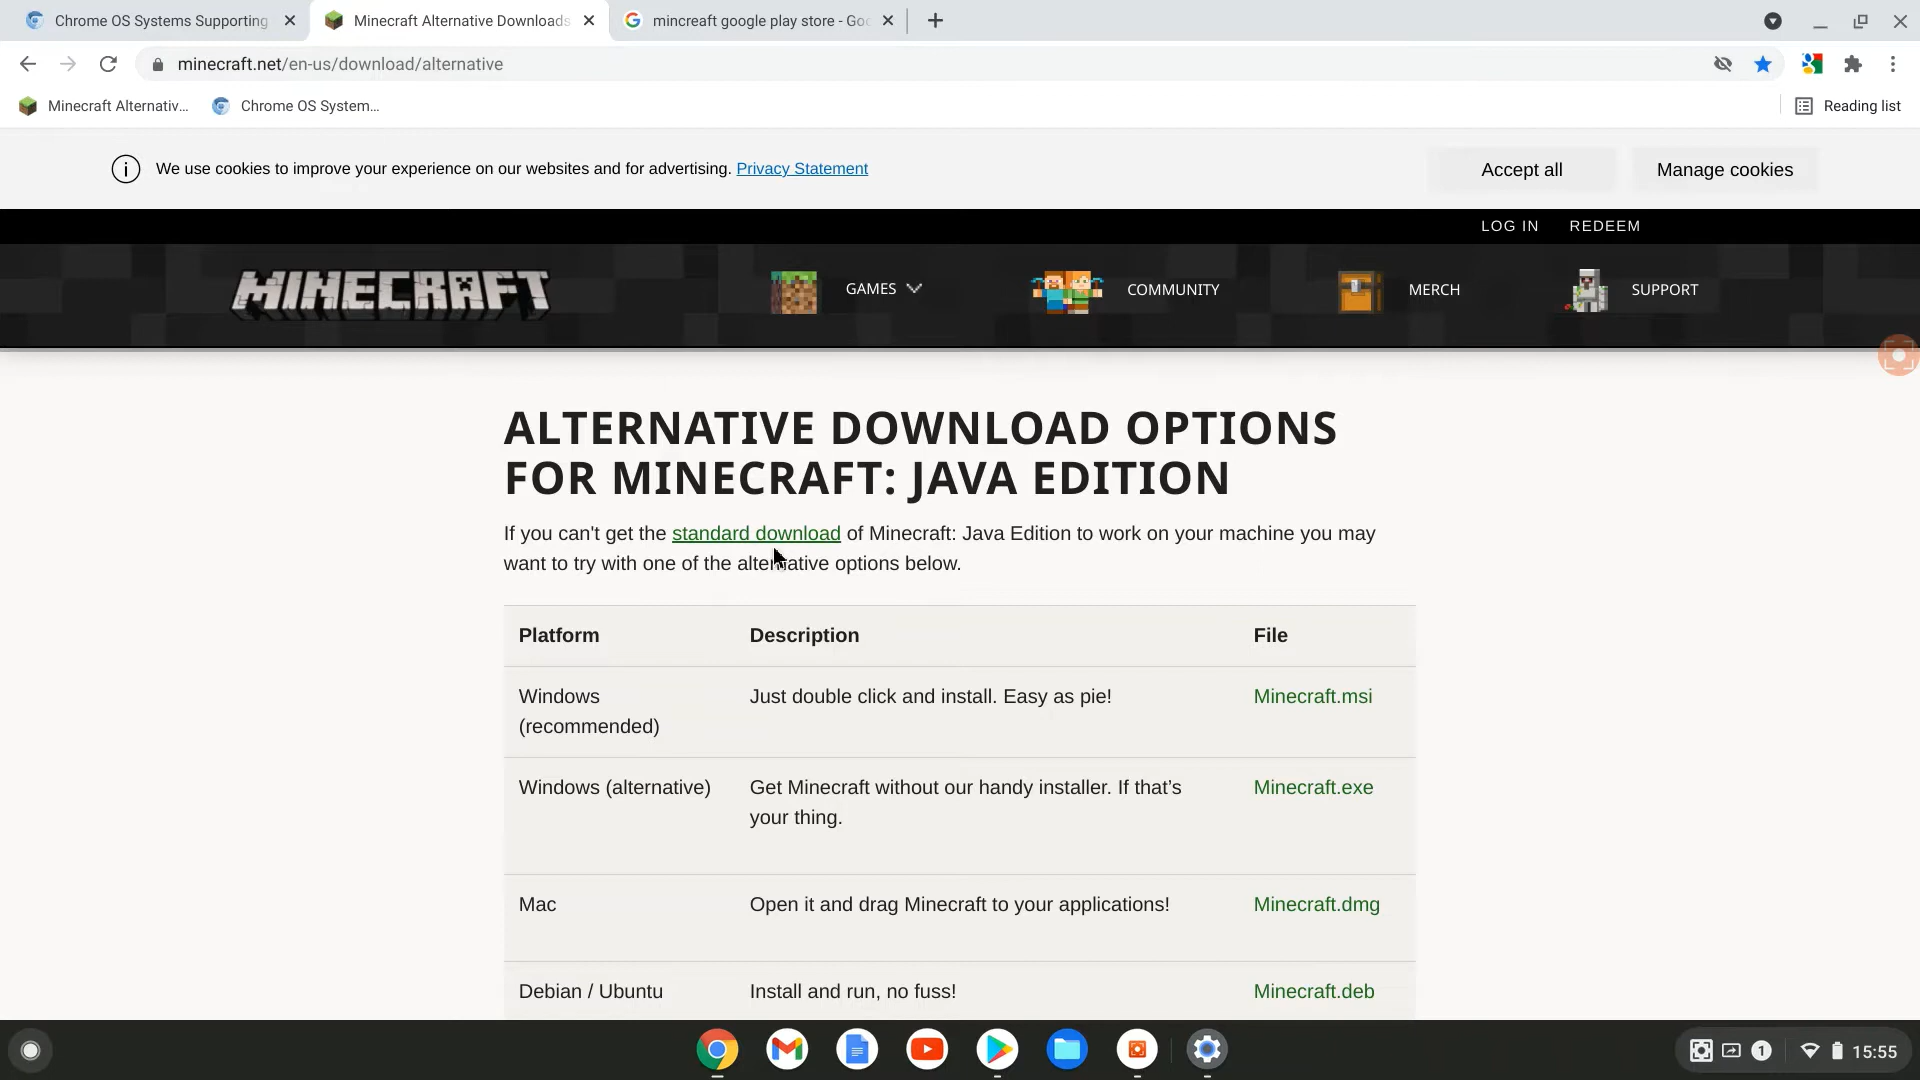 Chrome OS Systems Supporting
Minecraft Alternative Downloads
mincreaft google play store - Goo
minecraft.net/en-us/download/alternative
Minecraft Alternativ...
Chrome OS System...
Reading list
We use cookies to improve your experience on our websites and for advertising. Privacy Statement
Accept all
Manage cookies
LOG IN
REDEEM
MINECRAFT
GAMES
COMMUNITY
MERCH
SUPPORT
ALTERNATIVE DOWNLOAD OPTIONS
FOR MINECRAFT: JAVA EDITION
If you can't get the standard download of Minecraft: Java Edition to work on your machine you may
want to try with one of the alternative options below.
Platform Description File
Windows Just double click and install. Easy as pie! Minecraft.msi
(recommended)
Windows (alternative) Get Minecraft without our handy installer. If that’s Minecraft.exe
your thing.
Mac Open it and drag Minecraft to your applications! Minecraft.dmg
Debian / Ubuntu Install and run, no fuss! Minecraft.deb
1
15:55